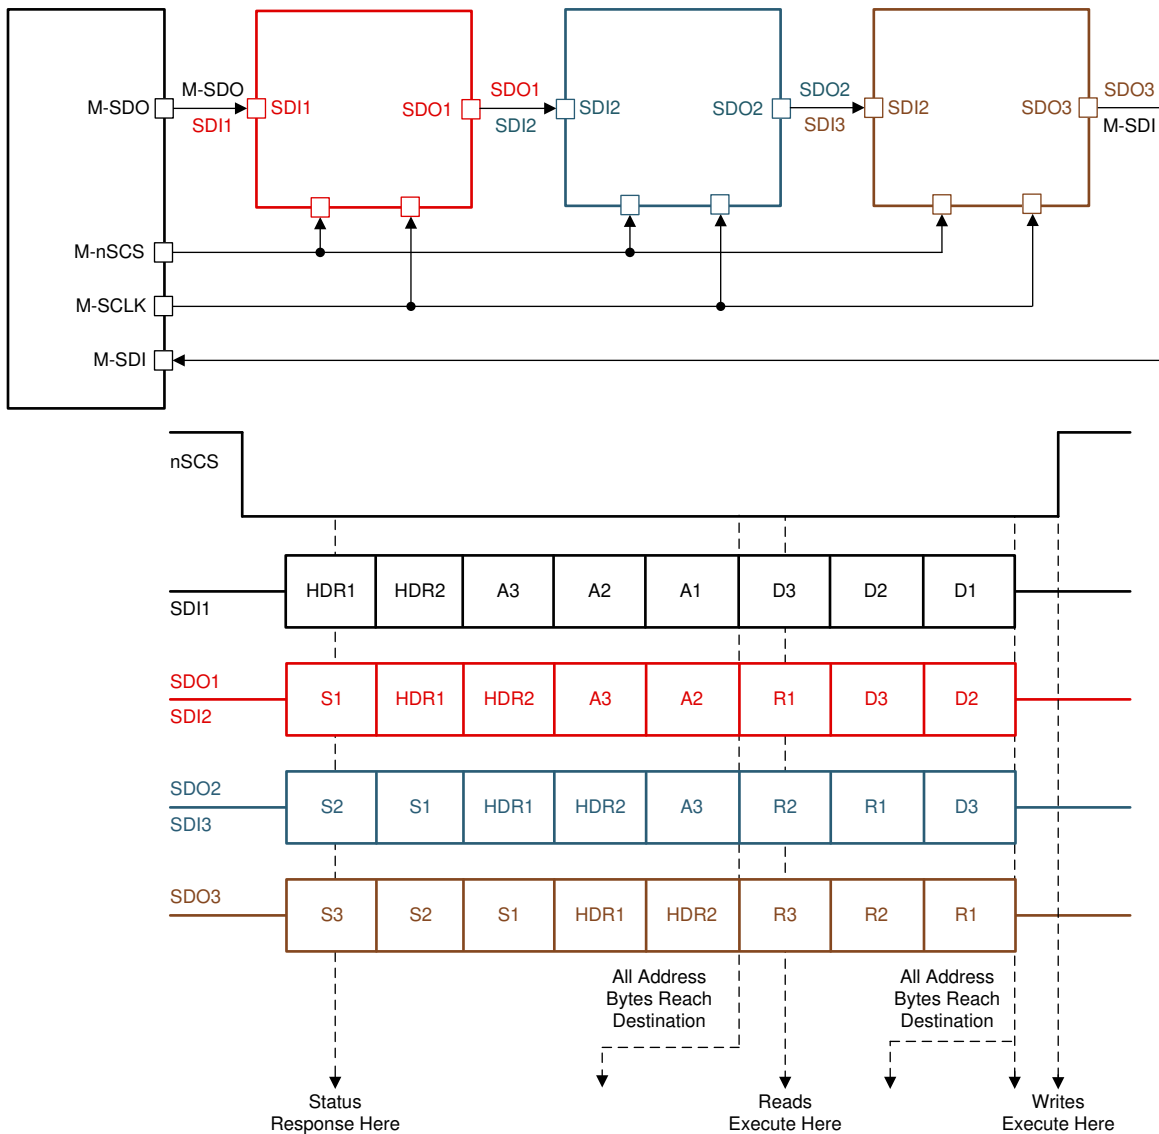 M-SDO
M-SDO
SDI1
SDI1
SDO1
SDO1
SDI2
SDI2
SDO2
SDO2
SDI3
SDI2
SDO3
SDO3
M-SDI
M-nSCS
M-SCLK
M-SDI
nSCS
SDI1
HDR1 HDR2 A3 A2 A1 D3 D2 D1
SDO1
SDI2
S1 HDR1 HDR2 A3 A2 R1 D3 D2
SDO2
SDI3
S2 S1 HDR1 HDR2 A3 R2 R1 D3
SDO3
S3 S2 S1 HDR1 HDR2 R3 R2 R1
All Address
Bytes Reach
Destination
All Address
Bytes Reach
Destination
Status
Response Here
Reads
Execute Here
Writes
Execute Here